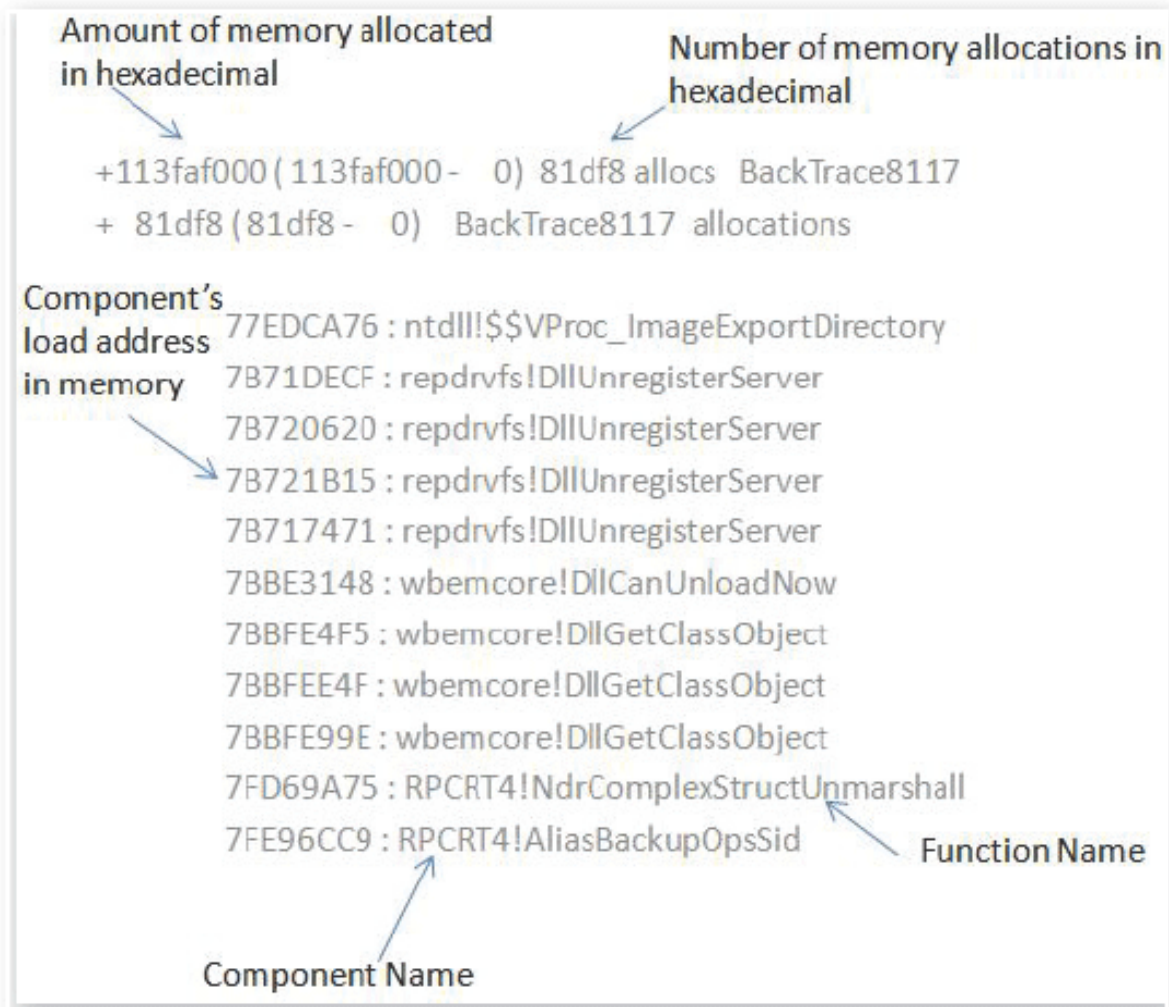 Amount of memory allocated
in hexadecimal
Number of memory allocations in
hexadecimal
+113faf000 ( 113faf000 - 0) 81df8 allocs BackTrace8117
+ 81df8 (81df8 - 0) BackTrace8117 allocations
Component's
load address
in memory
77EDCA76 : ntdll!$$VProc_ImageExportDirectory
7B71DECF : repdrvfs!DllUnregisterServer
7B720620 : repdrvfs!DllUnregisterServer
7B721B15 : repdrvfs!DllUnregisterServer
7B717471 : repdrvfs!DllUnregisterServer
7BBE3148 : wbemcore!DllCanUnloadNow
7BBFE4F5 : wbemcore!DllGetClassObject
7BBFEE4F : wbemcore!DllGetClassObject
7BBFE99E : wbemcore!DllGetClassObject
7FD69A75 : RPCRT4!NdrComplexStructUnmarshall
7FE96CC9 : RPCRT4!AliasBackupOpsSid
Function Name
Component Name